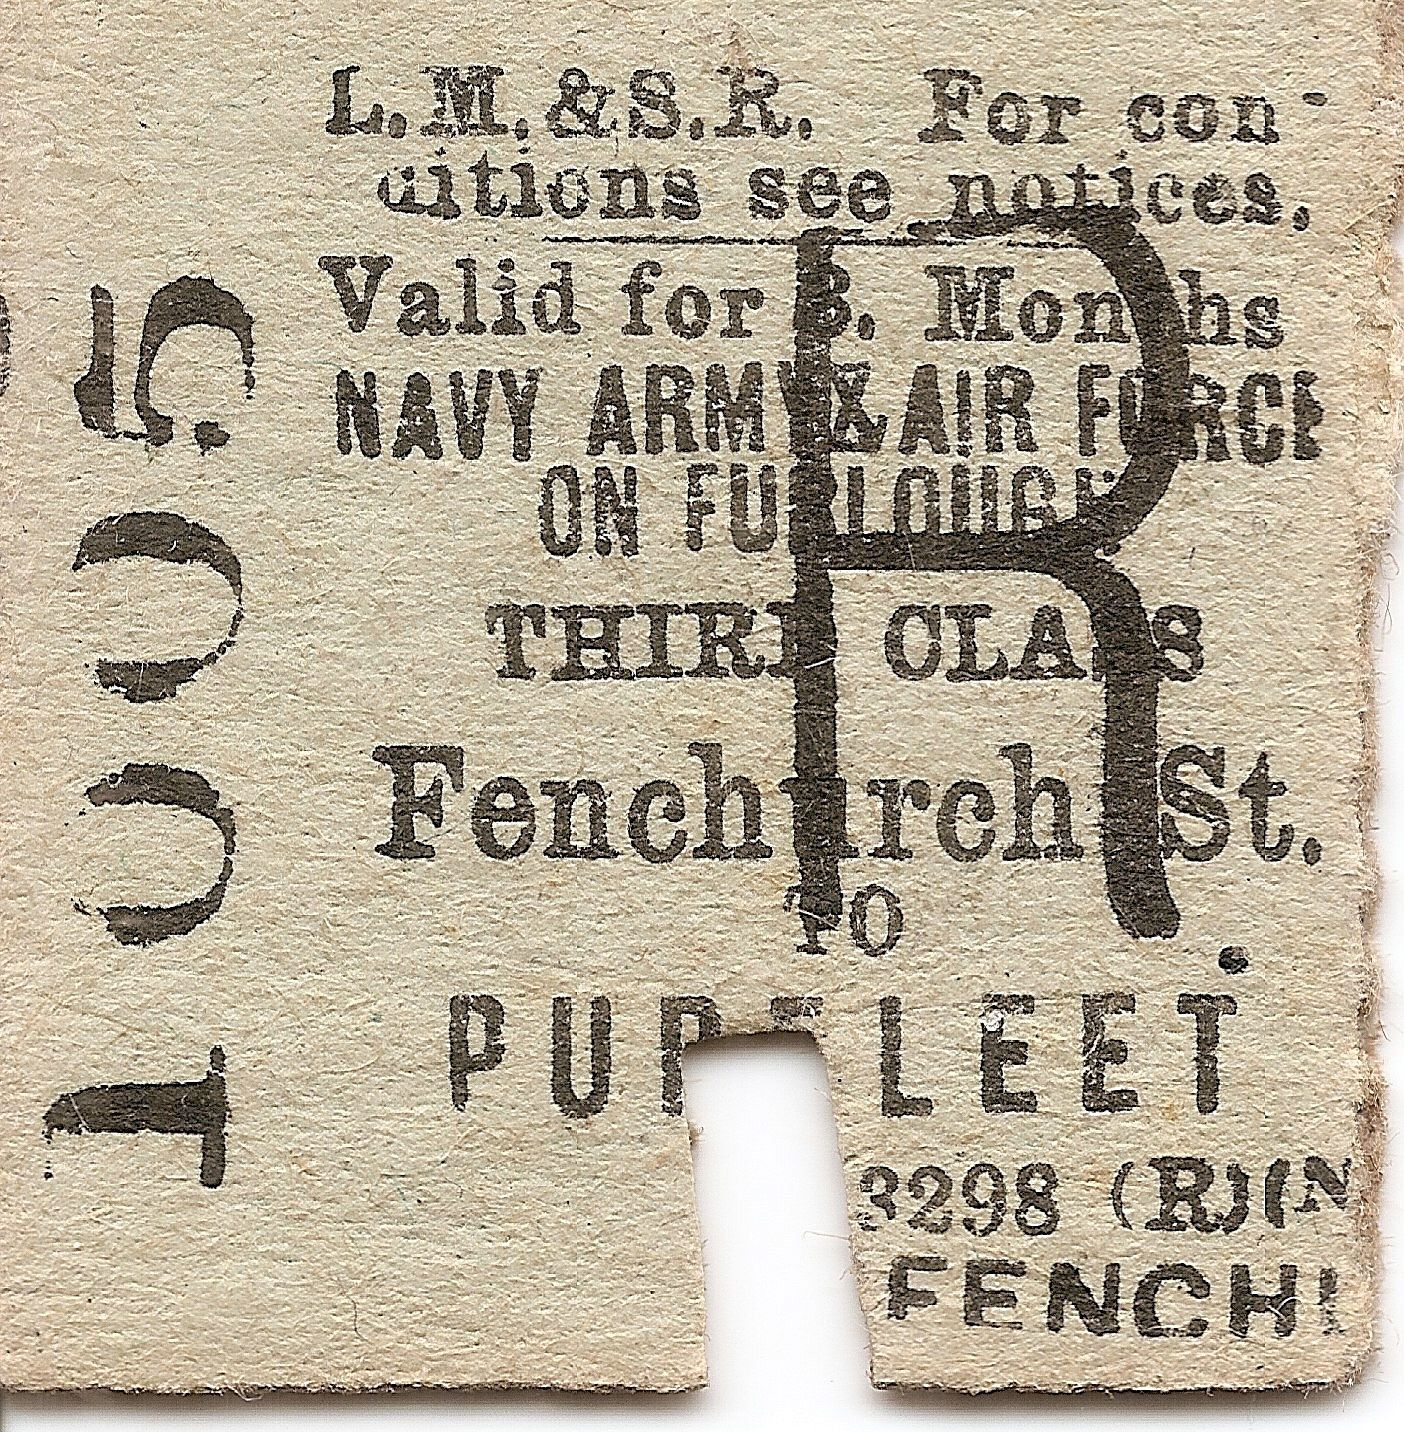 L.M.&S.R. For con-
ditions see notices.
Valid for 3. Months
NAVY ARMY & AIR FORCE
ON FURLOUGH
THIRD CLASS
Fenchurch St.
TO
PURFLEET
3298 (R)(N
FENCH
R
1005